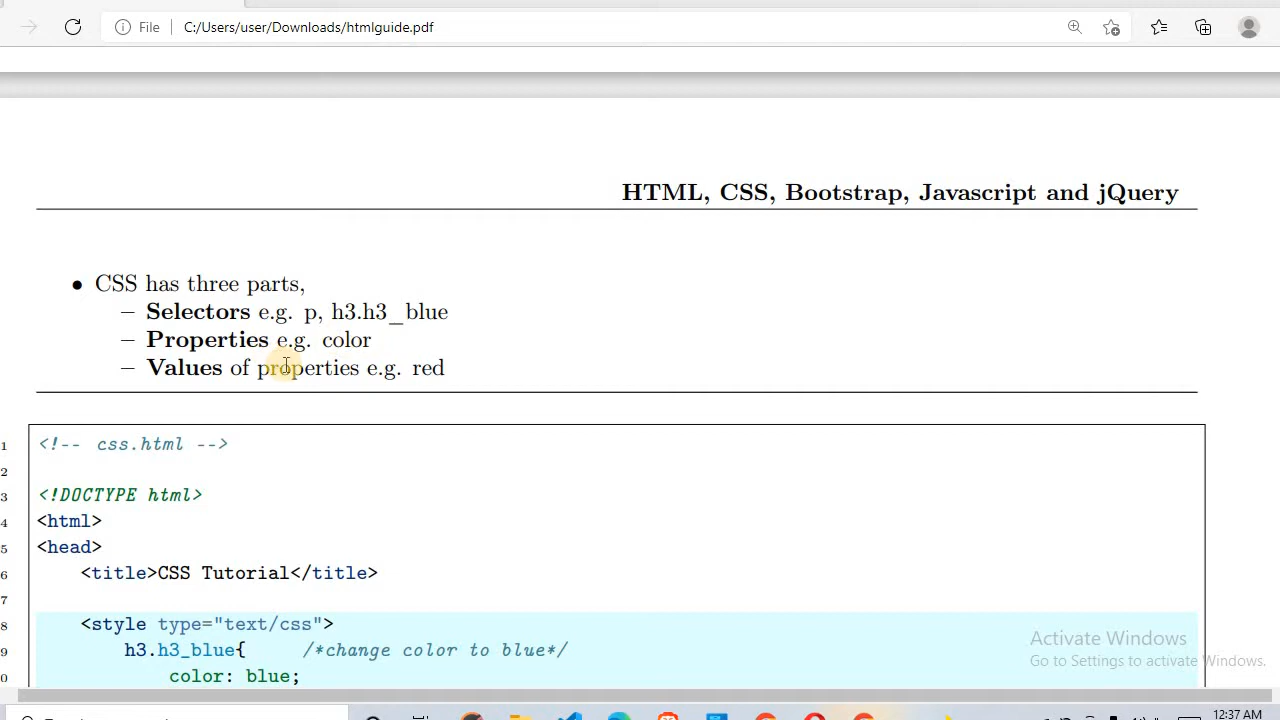 File
C:/Users/user/Downloads/htmlguide.pdf
HTML, CSS, Bootstrap, Javascript and jQuery
• CSS has three parts,
– Selectors e.g. p, h3.h3_blue
– Properties e.g. color
– Values of properties e.g. red
1 <!-- css.html -->
2
3 <!DOCTYPE html>
4 <html>
5 <head>
6 <title>CSS Tutorial</title>
7
8 <style type="text/css">
9 h3.h3_blue{ /*change color to blue*/
0 color: blue;
Activate Windows
Go to Settings to activate Windows.
12:37 AM